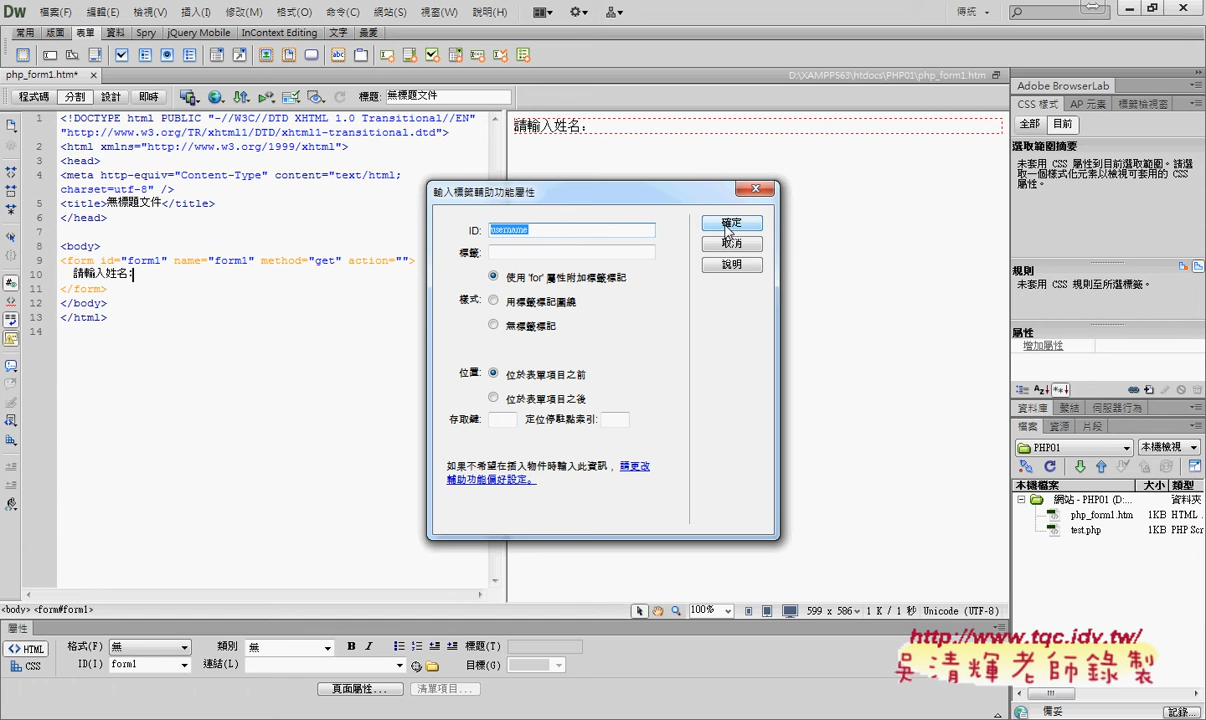 Dw 檔案(F) 編輯(E) 檢視(V) 插入(I) 修改(M) 格式(O) 命令(C) 網站(S) 視窗(W) 說明(H) 傳統
常用 版面 表單 資料 Spry jQuery Mobile InContext Editing 文字 最愛
php_form1.htm* D:\XAMPP563\htdocs\PHP01\php_form1.htm
程式碼 分割 設計 即時 標題: 無標題文件
1 <!DOCTYPE html PUBLIC "-//W3C//DTD XHTML 1.0 Transitional//EN"
"http://www.w3.org/TR/xhtml1/DTD/xhtml1-transitional.dtd">
2 <html xmlns="http://www.w3.org/1999/xhtml">
3 <head>
4 <meta http-equiv="Content-Type" content="text/html;
charset=utf-8" />
5 <title>無標題文件</title>
6 </head>
7
8 <body>
9 <form id="form1" name="form1" method="get" action="">
10 請輸入姓名:
11 </form>
12 </body>
13 </html>
14
請輸入姓名:
輸入標籤輔助功能屬性
ID: username
標籤:
使用 'for' 屬性附加標籤標記
樣式: 用標籤標記圍繞
無標籤標記
位置: 位於表單項目之前
位於表單項目之後
存取鍵: 定位停駐點索引:
如果不希望在插入物件時輸入此資訊, 請更改
輔助功能偏好設定。
確定
取消
說明
Adobe BrowserLab
CSS 樣式 AP 元素 標籤檢視窗
全部 目前
選取範圍摘要
未套用 CSS 屬性到目前選取範圍。請選
取一個樣式化元素以檢視可套用的 CSS
屬性。
規則
未套用 CSS 規則至所選標籤。
屬性
增加屬性
資料庫 繫結 伺服器行為
檔案 資源 片段
PHP01 本機檢視
本機檔案 大小 類型
網站 - PHP01 (D:... 資料夾
php_form1.htm 1KB HTML .
test.php 1KB PHP Scr
備妥 記錄...
<body> <form#form1> 100% 599 x 586 1 K / 1 秒 Unicode (UTF-8)
屬性
HTML 格式(F) 無 類別 無 B I 標題(T)
CSS ID(I) form1 連結(L) 目標(G)
頁面屬性... 清單項目...
http://www.tqc.idv.tw/
吳清輝老師錄製